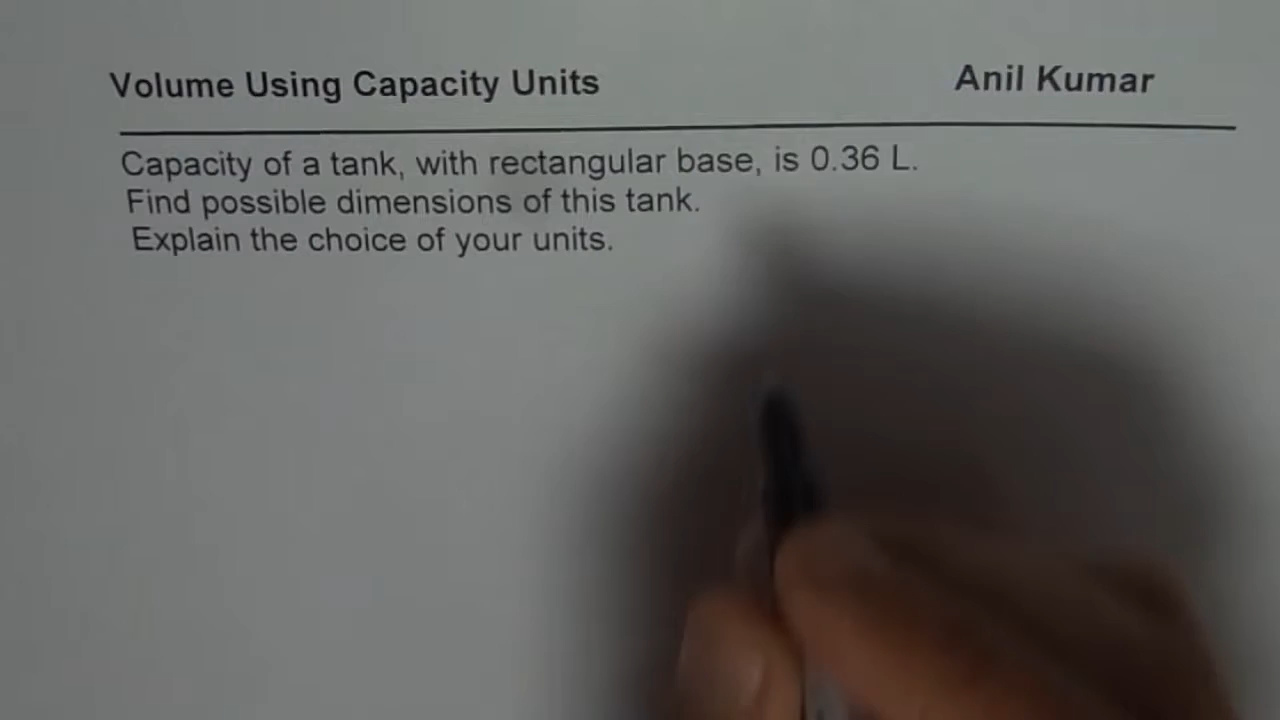 Volume Using Capacity Units Anil Kumar
Capacity of a tank, with rectangular base, is 0.36 L.
Find possible dimensions of this tank.
Explain the choice of your units.